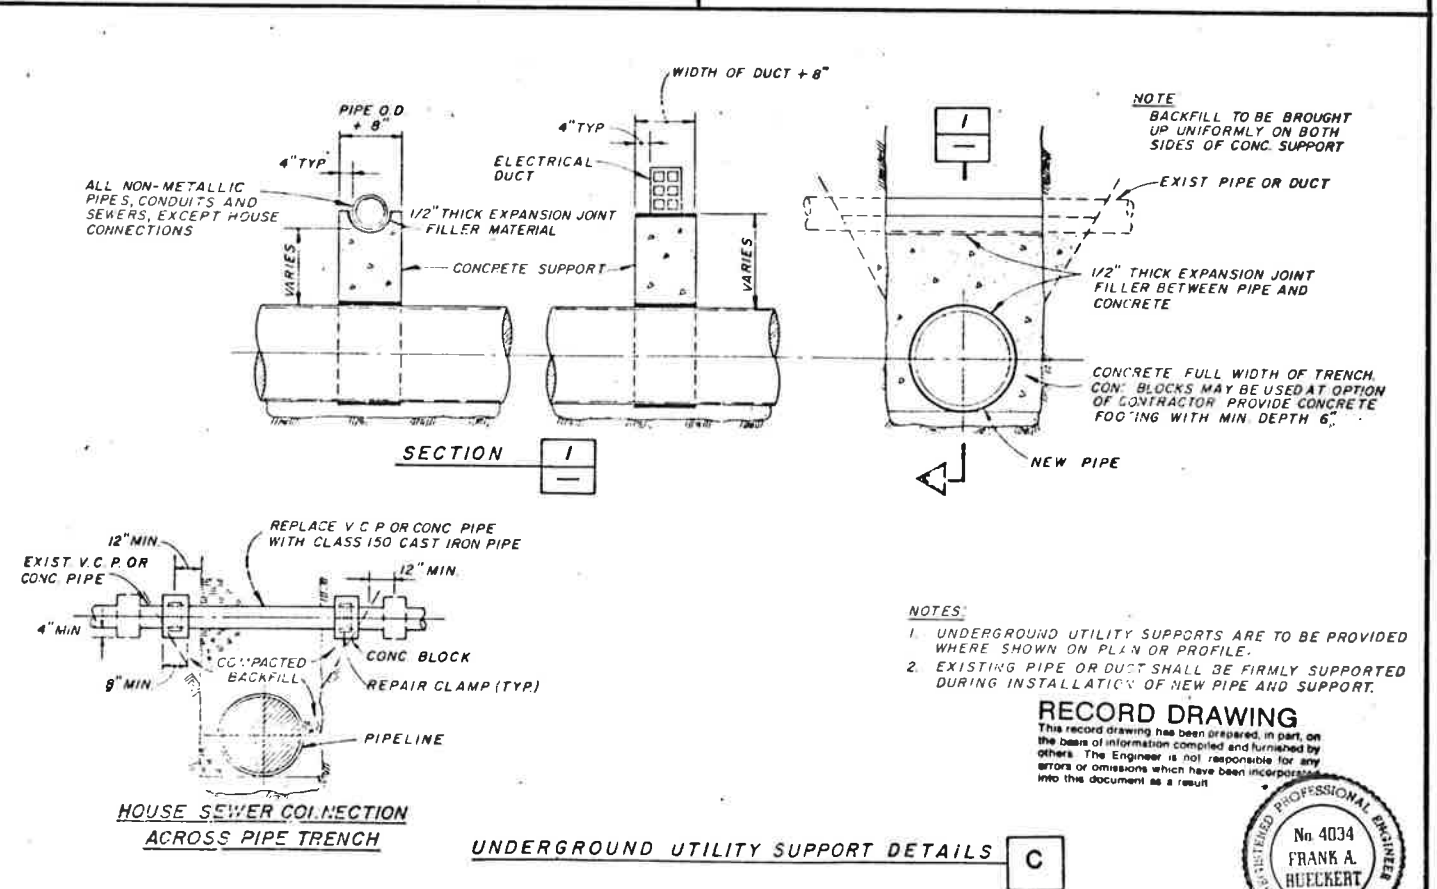 PIPE O.D
+ 8"
4" TYP
ALL NON-METALLIC
PIPES, CONDUITS AND
SEWERS, EXCEPT HOUSE
CONNECTIONS
1/2" THICK EXPANSION JOINT
FILLER MATERIAL
VARIES
CONCRETE SUPPORT
WIDTH OF DUCT + 8"
4" TYP
ELECTRICAL
DUCT
VARIES
1
—
NOTE
BACKFILL TO BE BROUGHT
UP UNIFORMLY ON BOTH
SIDES OF CONC. SUPPORT
EXIST PIPE OR DUCT
1/2" THICK EXPANSION JOINT
FILLER BETWEEN PIPE AND
CONCRETE
CONCRETE FULL WIDTH OF TRENCH.
CONC BLOCKS MAY BE USED AT OPTION
OF CONTRACTOR PROVIDE CONCRETE
FOOTING WITH MIN. DEPTH 6"
NEW PIPE
SECTION
1
—
REPLACE V C P OR CONC PIPE
WITH CLASS 150 CAST IRON PIPE
12" MIN.
EXIST V.C.P. OR
CONC. PIPE
12" MIN.
4" MIN
8" MIN.
COMPACTED
BACKFILL
CONC. BLOCK
REPAIR CLAMP (TYP.)
PIPELINE
HOUSE SEWER CONNECTION
ACROSS PIPE TRENCH
NOTES:
1. UNDERGROUND UTILITY SUPPORTS ARE TO BE PROVIDED
WHERE SHOWN ON PLAN OR PROFILE.
2. EXISTING PIPE OR DUCT SHALL BE FIRMLY SUPPORTED
DURING INSTALLATION OF NEW PIPE AND SUPPORT.
RECORD DRAWING
This record drawing has been prepared, in part, on
the basis of information compiled and furnished by
others. The Engineer is not responsible for any
errors or omissions which have been incorporated
into this document as a result
UNDERGROUND UTILITY SUPPORT DETAILS
C
REGISTERED PROFESSIONAL ENGINEER
No. 4034
FRANK A.
RUECKERT